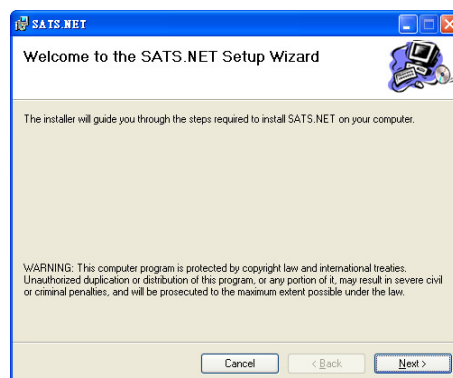 SATS.NET
Welcome to the SATS.NET Setup Wizard
The installer will guide you through the steps required to install SATS.NET on your computer.
WARNING: This computer program is protected by copyright law and international treaties.
Unauthorized duplication or distribution of this program, or any portion of it, may result in severe civil
or criminal penalties, and will be prosecuted to the maximum extent possible under the law.
Cancel < Back Next >